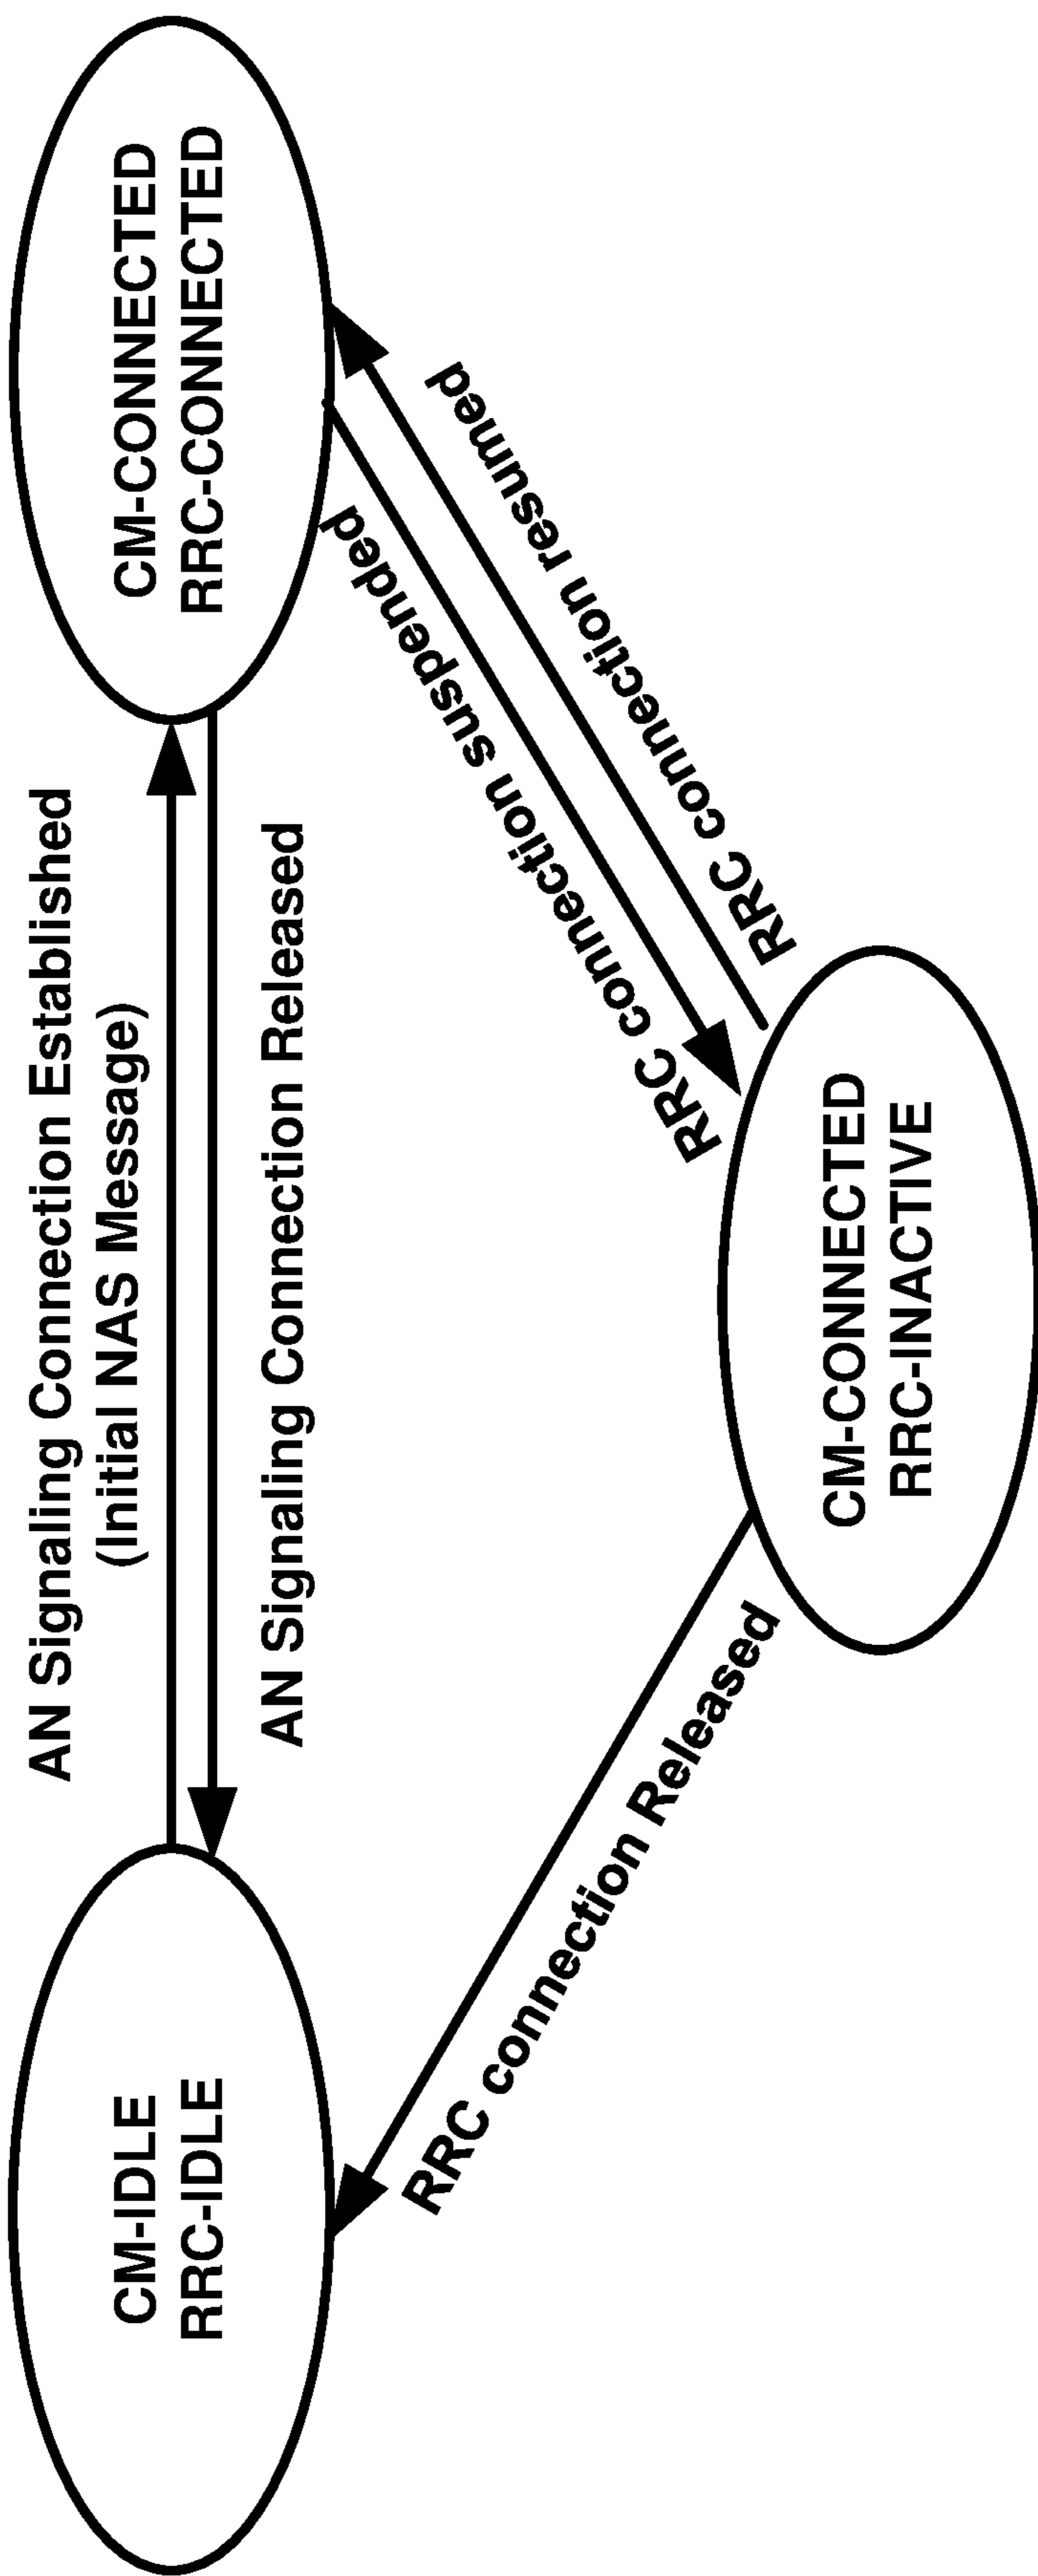 AN Signaling Connection Established
(Initial NAS Message)
CM-IDLE
RRC-IDLE
CM-CONNECTED
RRC-CONNECTED
AN Signaling Connection Released
RRC connection suspended
RRC connection resumed
RRC connection Released
CM-CONNECTED
RRC-INACTIVE